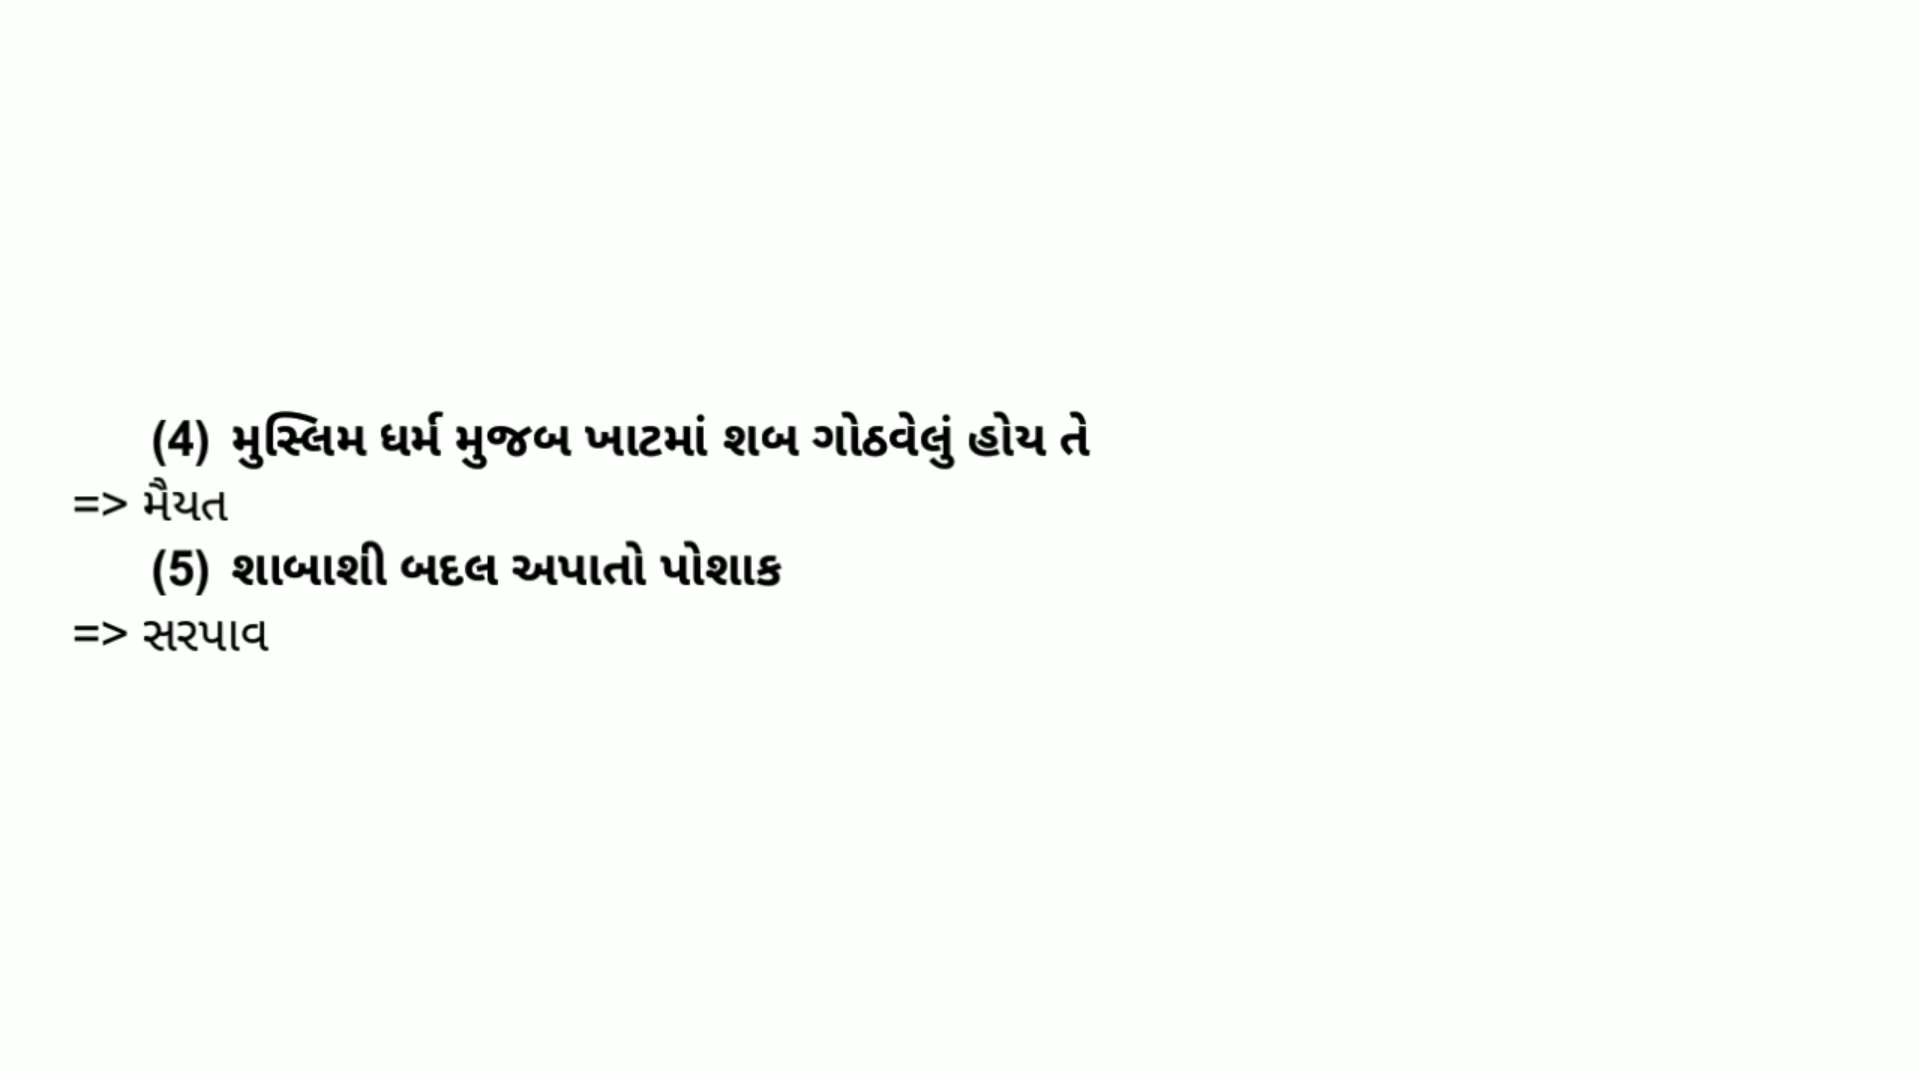 (4) મુસ્લિમ ધર્મ મુજબ ખાટમાં શબ ગોઠવેલું હોય તે
=> મૈયત
(5) શાબાશી બદલ અપાતો પોશાક
=> સરપાવ